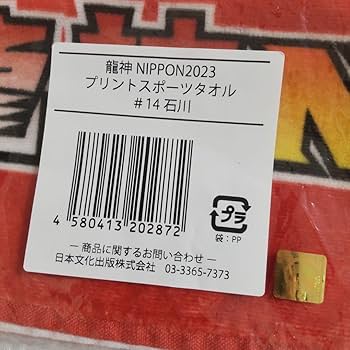 龍神 NIPPON2023
プリントスポーツタオル
＃14 石川
4 580413 202872
プラ
袋：PP
― 商品に関するお問い合わせ ―
日本文化出版株式会社 03-3365-7373